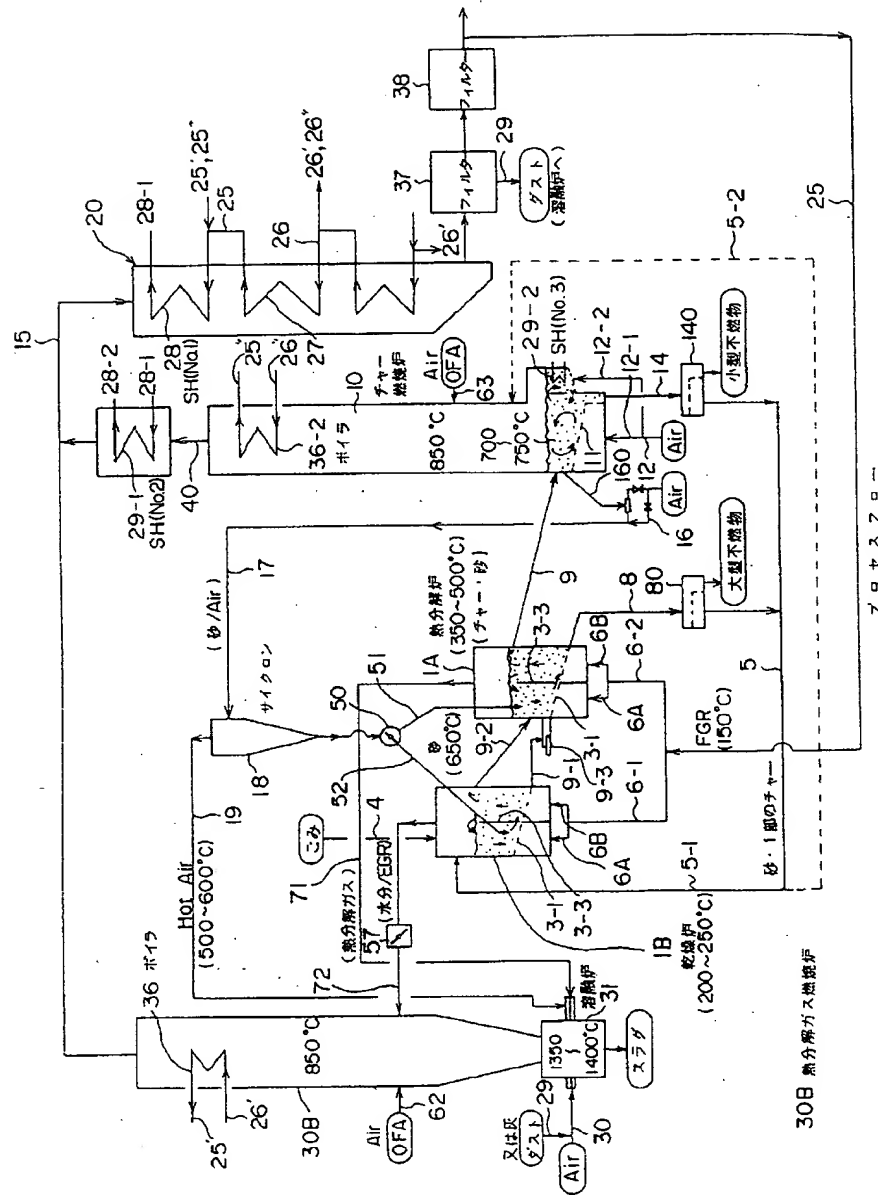 15
20
28-1
25', 25"
25
26
26', 26"
38
フィルター
37
フィルター
26'
29
ダスト
(溶融炉へ)
25
28-2
28-1
29-1
SH(No.2)
40
28
SH(No.1)
27
25"
26"
10
チャー
燃焼炉
36-2
ボイラ
Air
OFA
63
850°C
700
750°C
29-2
SH(No.3)
5-2
11
12-2
12-1
12
Air
14
140
小型不燃物
160
Air
16
17
(砂/Air)
サイクロン
18
19
Hot Air
(500~600°C)
50
51
52
砂
(650°C)
熱分解炉
(350~500°C)
(チャー・砂)
1A
3-3
9
9-2
9-1
9-3
3-1
6A
6B
6-2
8
80
大型不燃物
5
FGR
(150°C)
6-1
6A
6B
ごみ
4
71
(熱分解ガス)
(水分/EGR)
57
72
3-1
3-3
1B
乾燥炉
(200~250°C)
5-1
砂・1部のチャー
36 ボイラ
25'
26'
850°C
30B
Air
OFA
62
溶融炉
31
1350
~
1400°C
スラグ
又は灰
ダスト
29
Air
30
30B 熱分解ガス燃焼炉
プロセスフロー